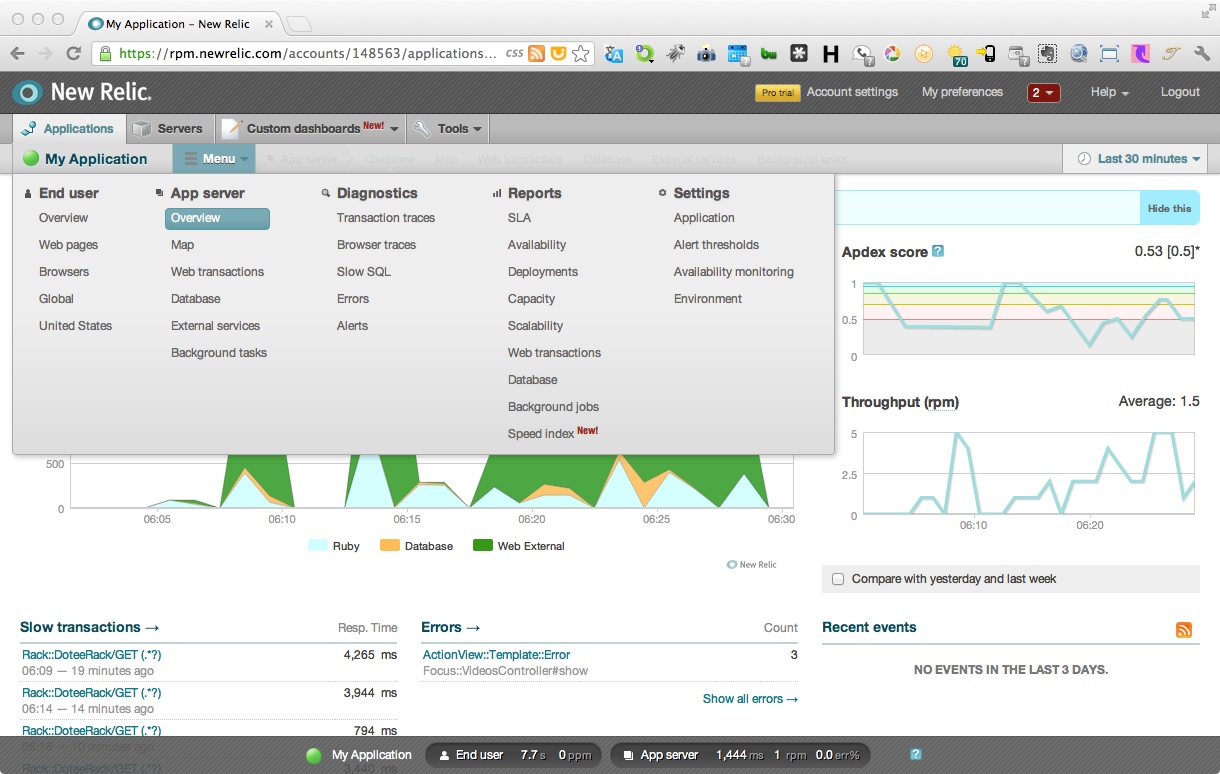 My Application – New Relic
https://rpm.newrelic.com/accounts/148563/applications... css
70
New Relic.
Pro trial Account settings My preferences 2 Help Logout
Applications Servers Custom dashboards New! Tools
My Application Menu App server Overview Map Web transactions Database External services Background tasks Last 30 minutes
End user
Overview
Web pages
Browsers
Global
United States
App server
Overview
Map
Web transactions
Database
External services
Background tasks
Diagnostics
Transaction traces
Browser traces
Slow SQL
Errors
Alerts
Reports
SLA
Availability
Deployments
Capacity
Scalability
Web transactions
Database
Background jobs
Speed index New!
Settings
Application
Alert thresholds
Availability monitoring
Environment
Hide this
Apdex score ? 0.53 [0.5]*
1
0.5
0
Throughput (rpm) Average: 1.5
5
2.5
0
06:10 06:20
500
0
06:05 06:10 06:15 06:20 06:25 06:30
Ruby Database Web External
New Relic
Compare with yesterday and last week
Slow transactions → Resp. Time
Rack::DoteeRack/GET (.*?) 4,265 ms
06:09 — 19 minutes ago
Rack::DoteeRack/GET (.*?) 3,944 ms
06:14 — 14 minutes ago
Rack::DoteeRack/GET (.*?) 794 ms
06:18 — 10 minutes ago
Rack::DoteeRack/GET (.*?) 3,440 ms
Errors → Count
ActionView::Template::Error 3
Focus::VideosController#show
Show all errors →
Recent events
NO EVENTS IN THE LAST 3 DAYS.
My Application End user 7.7 s 0 ppm App server 1,444 ms 1 rpm 0.0 err% ?